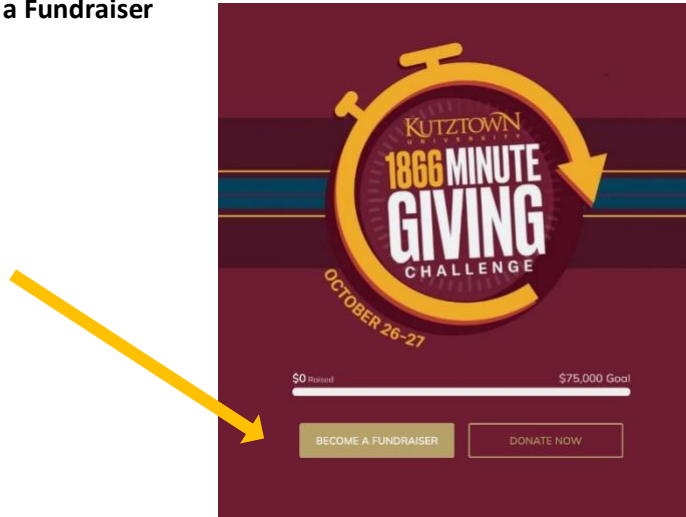 a Fundraiser
KUTZTOWN
UNIVERSITY
1866 MINUTE
GIVING
CHALLENGE
OCTOBER 26-27
$0 Raised $75,000 Goal
BECOME A FUNDRAISER DONATE NOW